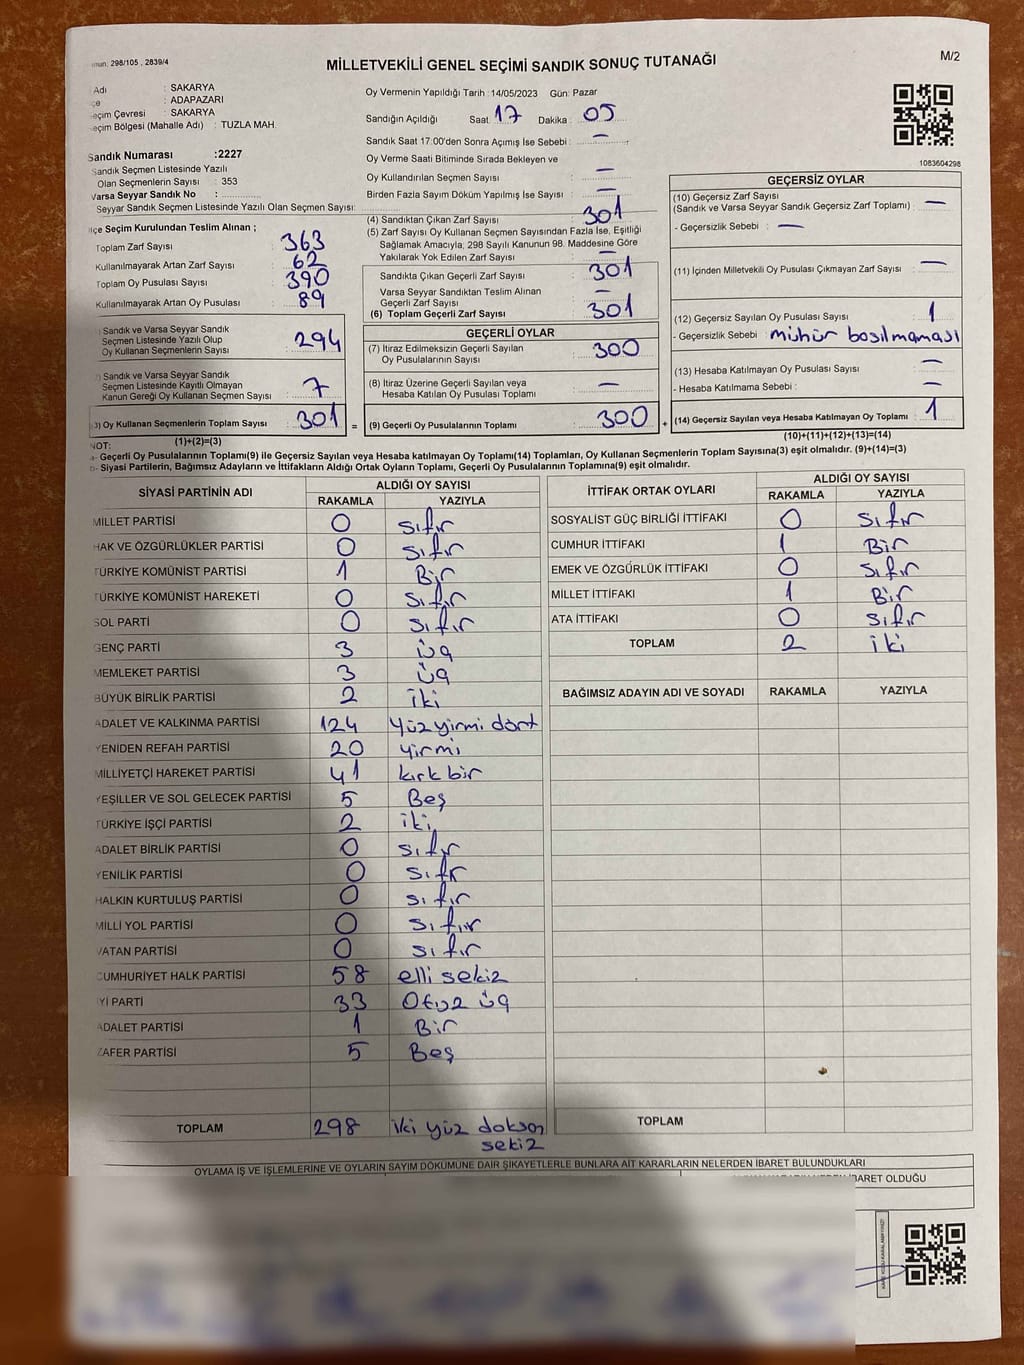 298/105 , 2839/4
MİLLETVEKİLİ GENEL SEÇİMİ SANDIK SONUÇ TUTANAĞI
M/2
Adı : SAKARYA
: ADAPAZARI
eçim Çevresi : SAKARYA
eçim Bölgesi (Mahalle Adı) : TUZLA MAH.
Sandık Numarası :2227
Sandık Seçmen Listesinde Yazılı
Olan Seçmenlerin Sayısı : 353
Varsa Seyyar Sandık No :
Seyyar Sandık Seçmen Listesinde Yazılı Olan Seçmen Sayısı:
Oy Vermenin Yapıldığı Tarih : 14/05/2023 Gün: Pazar
Sandığın Açıldığı Saat : 17 Dakika : 05
Sandık Saat 17:00'den Sonra Açımış İse Sebebi : —
Oy Verme Saati Bitiminde Sırada Bekleyen ve
Oy Kullandırılan Seçmen Sayısı : —
Birden Fazla Sayım Döküm Yapılmış İse Sayısı : —
1083604298
lçe Seçim Kurulundan Teslim Alınan ;
Toplam Zarf Sayısı : 363
Kullanılmayarak Artan Zarf Sayısı : 62
Toplam Oy Pusulası Sayısı : 390
Kullanılmayarak Artan Oy Pusulası : 89
) Sandık ve Varsa Seyyar Sandık
Seçmen Listesinde Yazılı Olup
Oy Kullanan Seçmenlerin Sayısı : 294
) Sandık ve Varsa Seyyar Sandık
Seçmen Listesinde Kayıtlı Olmayan
Kanun Gereği Oy Kullanan Seçmen Sayısı : 7
3) Oy Kullanan Seçmenlerin Toplam Sayısı : 301
(1)+(2)=(3)
(4) Sandıktan Çıkan Zarf Sayısı : 301
(5) Zarf Sayısı Oy Kullanan Seçmen Sayısından Fazla İse, Eşitliği
Sağlamak Amacıyla, 298 Sayılı Kanunun 98. Maddesine Göre
Yakılarak Yok Edilen Zarf Sayısı : —
Sandıkta Çıkan Geçerli Zarf Sayısı : 301
Varsa Seyyar Sandıktan Teslim Alınan
Geçerli Zarf Sayısı : —
(6) Toplam Geçerli Zarf Sayısı : 301
GEÇERLİ OYLAR
(7) İtiraz Edilmeksizin Geçerli Sayılan
Oy Pusulalarının Sayısı : 300
(8) İtiraz Üzerine Geçerli Sayılan veya
Hesaba Katılan Oy Pusulası Toplamı : —
= (9) Geçerli Oy Pusulalarının Toplamı : 300 +
GEÇERSİZ OYLAR
(10) Geçersiz Zarf Sayısı
(Sandık ve Varsa Seyyar Sandık Geçersiz Zarf Toplamı) : —
- Geçersizlik Sebebi : —
(11) İçinden Milletvekili Oy Pusulası Çıkmayan Zarf Sayısı : —
(12) Geçersiz Sayılan Oy Pusulası Sayısı : 1
- Geçersizlik Sebebi : mühür basılmaması
(13) Hesaba Katılmayan Oy Pusulası Sayısı : —
- Hesaba Katılmama Sebebi : —
(14) Geçersiz Sayılan veya Hesaba Katılmayan Oy Toplamı : 1
(10)+(11)+(12)+(13)=(14)
NOT:
a- Geçerli Oy Pusulalarının Toplamı(9) ile Geçersiz Sayılan veya Hesaba katılmayan Oy Toplamı(14) Toplamları, Oy Kullanan Seçmenlerin Toplam Sayısına(3) eşit olmalıdır. (9)+(14)=(3)
b- Siyasi Partilerin, Bağımsız Adayların ve İttifakların Aldığı Ortak Oyların Toplamı, Geçerli Oy Pusulalarının Toplamına(9) eşit olmalıdır.
SİYASİ PARTİNİN ADI ALDIĞI OY SAYISI
RAKAMLA YAZIYLA
MİLLET PARTİSİ 0 sıfır
HAK VE ÖZGÜRLÜKLER PARTİSİ 0 sıfır
TÜRKİYE KOMÜNİST PARTİSİ 1 Bir
TÜRKİYE KOMÜNİST HAREKETİ 0 sıfır
SOL PARTİ 0 sıfır
GENÇ PARTİ 3 üç
MEMLEKET PARTİSİ 3 üç
BÜYÜK BİRLİK PARTİSİ 2 iki
ADALET VE KALKINMA PARTİSİ 124 Yüz yirmi dört
YENİDEN REFAH PARTİSİ 20 yirmi
MİLLİYETÇİ HAREKET PARTİSİ 41 kırk bir
YEŞİLLER VE SOL GELECEK PARTİSİ 5 Beş
TÜRKİYE İŞÇİ PARTİSİ 2 iki
ADALET BİRLİK PARTİSİ 0 sıfır
YENİLİK PARTİSİ 0 sıfır
HALKIN KURTULUŞ PARTİSİ 0 sıfır
MİLLİ YOL PARTİSİ 0 sıfır
VATAN PARTİSİ 0 sıfır
CUMHURİYET HALK PARTİSİ 58 elli sekiz
İYİ PARTİ 33 Otuz üç
ADALET PARTİSİ 1 Bir
ZAFER PARTİSİ 5 Beş
TOPLAM 298 iki yüz doksan
sekiz
İTTİFAK ORTAK OYLARI ALDIĞI OY SAYISI
RAKAMLA YAZIYLA
SOSYALİST GÜÇ BİRLİĞİ İTTİFAKI 0 sıfır
CUMHUR İTTİFAKI 1 Bir
EMEK VE ÖZGÜRLÜK İTTİFAKI 0 sıfır
MİLLET İTTİFAKI 1 Bir
ATA İTTİFAKI 0 sıfır
TOPLAM 2 iki
BAĞIMSIZ ADAYIN ADI VE SOYADI RAKAMLA YAZIYLA
TOPLAM
OYLAMA İŞ VE İŞLEMLERİNE VE OYLARIN SAYIM DÖKÜMÜNE DAİR ŞİKAYETLERLE BUNLARA AİT KARARLARIN NELERDEN İBARET BULUNDUKLARI
İBARET OLDUĞU